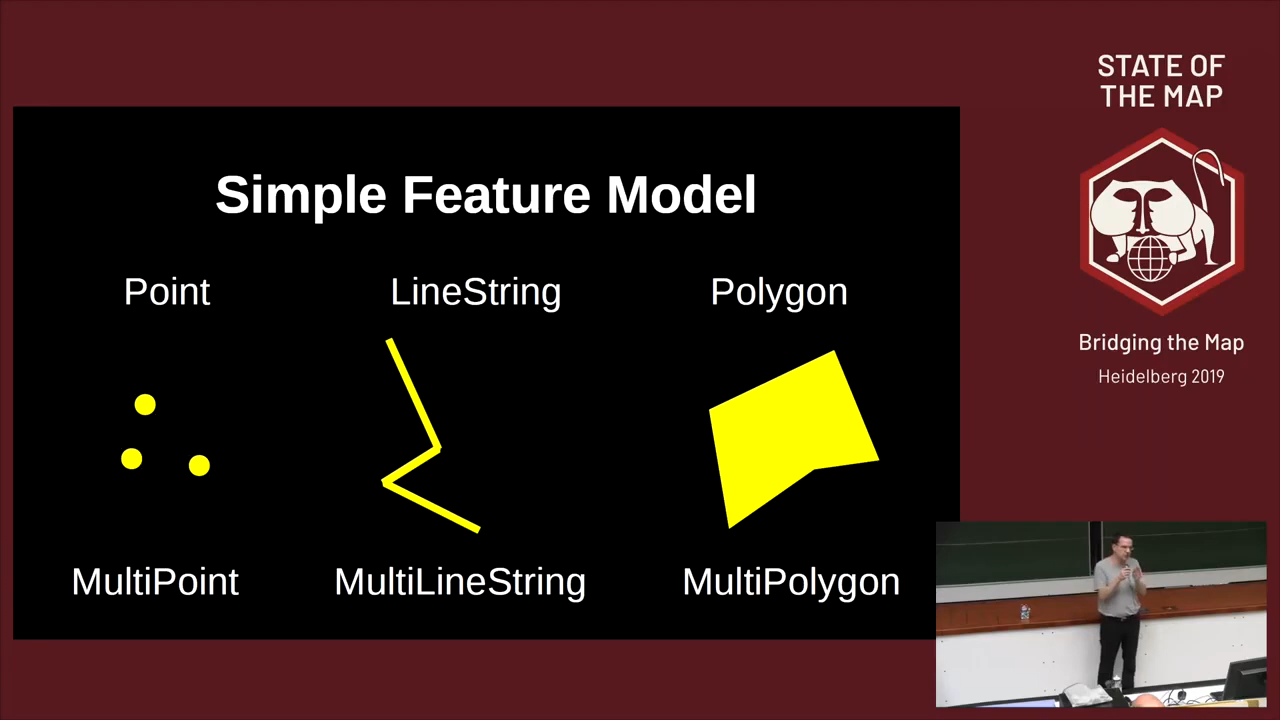 Simple Feature Model
Point
LineString
Polygon
MultiPoint
MultiLineString
MultiPolygon
STATE OF
THE MAP
Bridging the Map
Heidelberg 2019